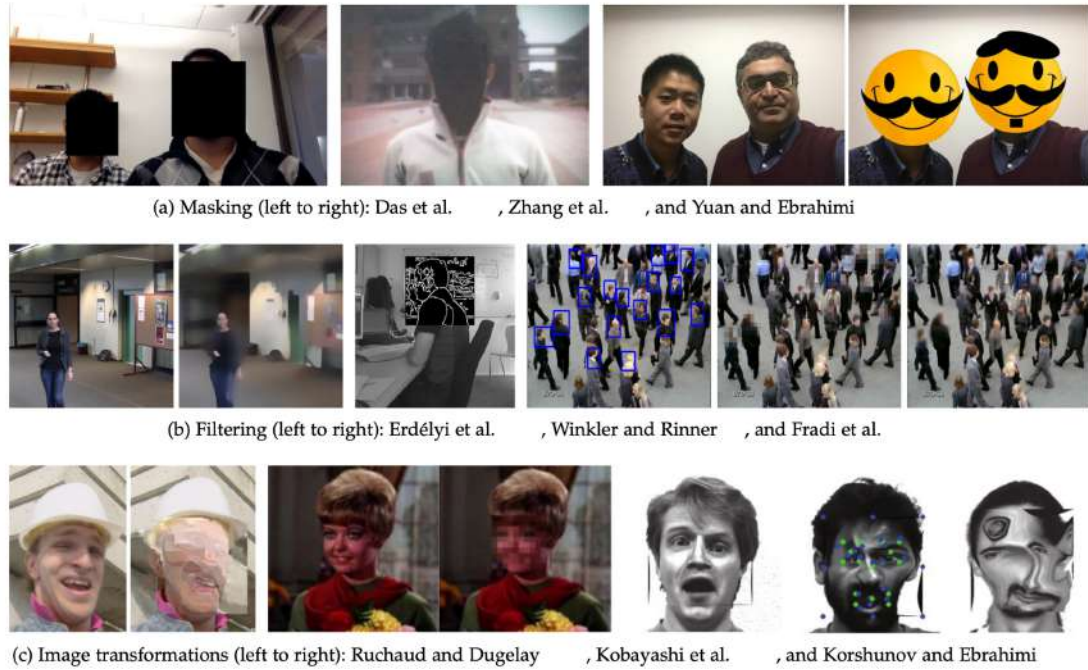 (a) Masking (left to right): Das et al. , Zhang et al. , and Yuan and Ebrahimi
(b) Filtering (left to right): Erdélyi et al. , Winkler and Rinner , and Fradi et al.
(c) Image transformations (left to right): Ruchaud and Dugelay , Kobayashi et al. , and Korshunov and Ebrahimi